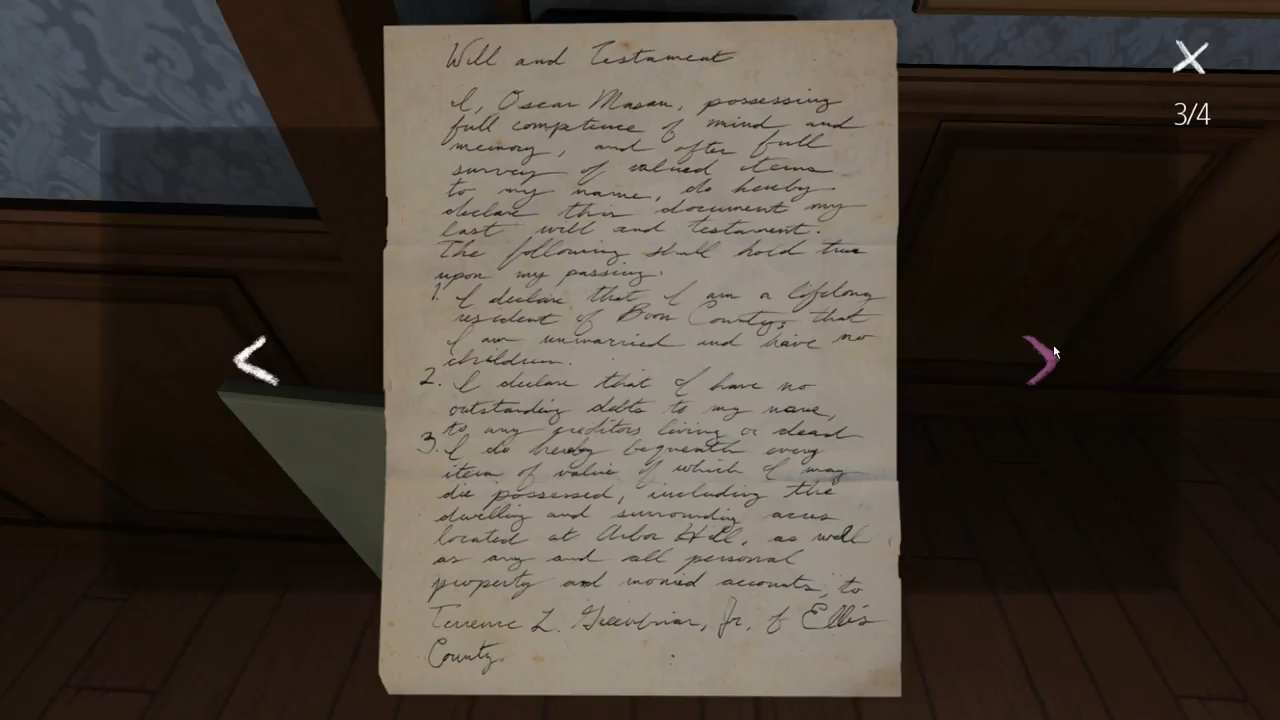 Will and Testament
I, Oscar Mason, possessing
full competence of mind and
memory, and after full
survey of valued items
to my name, do hereby
declare this document my
last will and testament.
The following shall hold true
upon my passing:
1. I declare that I am a lifelong
resident of Boon County, that
I am unmarried and have no
children.
2. I declare that I have no
outstanding debts to my name,
to any creditors living or dead
3. I do hereby bequeath every
item of value of which I may
die possessed, including the
dwelling and surrounding acres
located at Arbor Hill, as well
as any and all personal
property and monied accounts, to
Terrence L. Greenbriar, Jr. of Ellis
County.
3/4